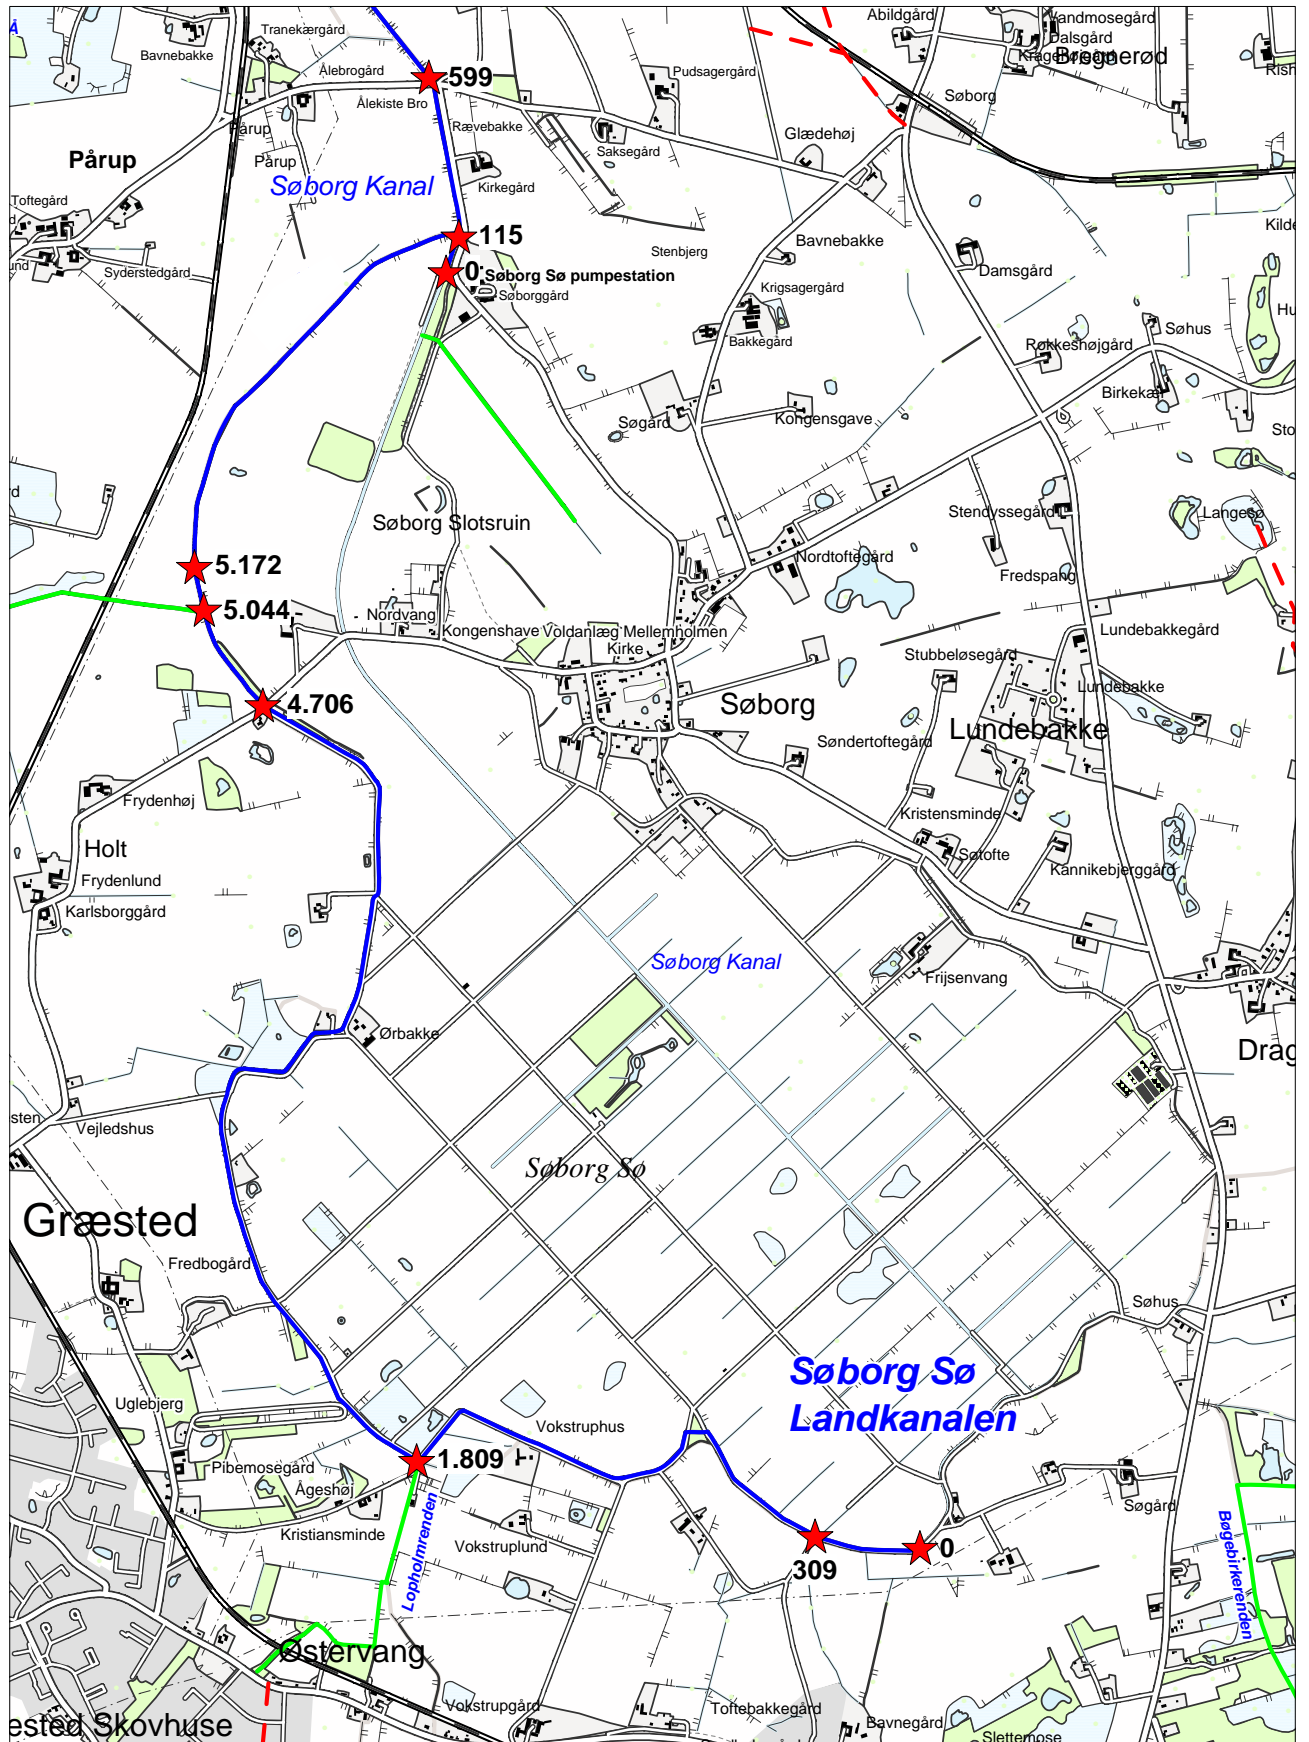 Å
Bavnebakke
Tranekærgård
Ålebrogård
Ålekiste Bro
599
Pudsagergård
Abildgård
Vandmosegård
Dalsgård
Brøgnerød
Søborg
Glædehøj
Pårup
Pårup
Pårup
Rævebakke
Kirkegård
Saksegård
Søborg Kanal
Toftegård
Syderstedgård
115
0
Søborg Sø pumpestation
Søborggård
Stenbjerg
Bavnebakke
Krigsagergård
Bakkegård
Damsgård
Kilde
Hu
Søhus
Røkkeshøjgård
Birkekær
Søgård
Kongensgave
Sto
Søborg Slotsruin
Stendyssegård
Langesø
5.172
Nordtoftegård
Fredspang
5.044
Nordvang
Kongenshave
Voldanlæg Mellemholmen
Kirke
Lundebakkegård
Stubbeløsegård
Lundebakke
4.706
Søborg
Søndertoftegård
Lundebakke
Frydenhøj
Kristensminde
Holt
Søtofte
Kannikebjerggård
Frydenlund
Karlsborggård
Søborg Kanal
Frijsenvang
Ørbakke
Drag
sten
Vejledshus
Søborg Sø
Græsted
Fredbogård
Søhus
Søborg Sø
Landkanalen
Uglebjerg
Vokstruphus
1.809
Pibemosegård
Ågeshøj
Kristiansminde
Lopholmrenden
Vokstruplund
Søgård
309
0
Bøgebirkerenden
Østervang
Vokstrupgård
Toftebakkegård
Bavnegård
Slettemose
ested Skovhuse